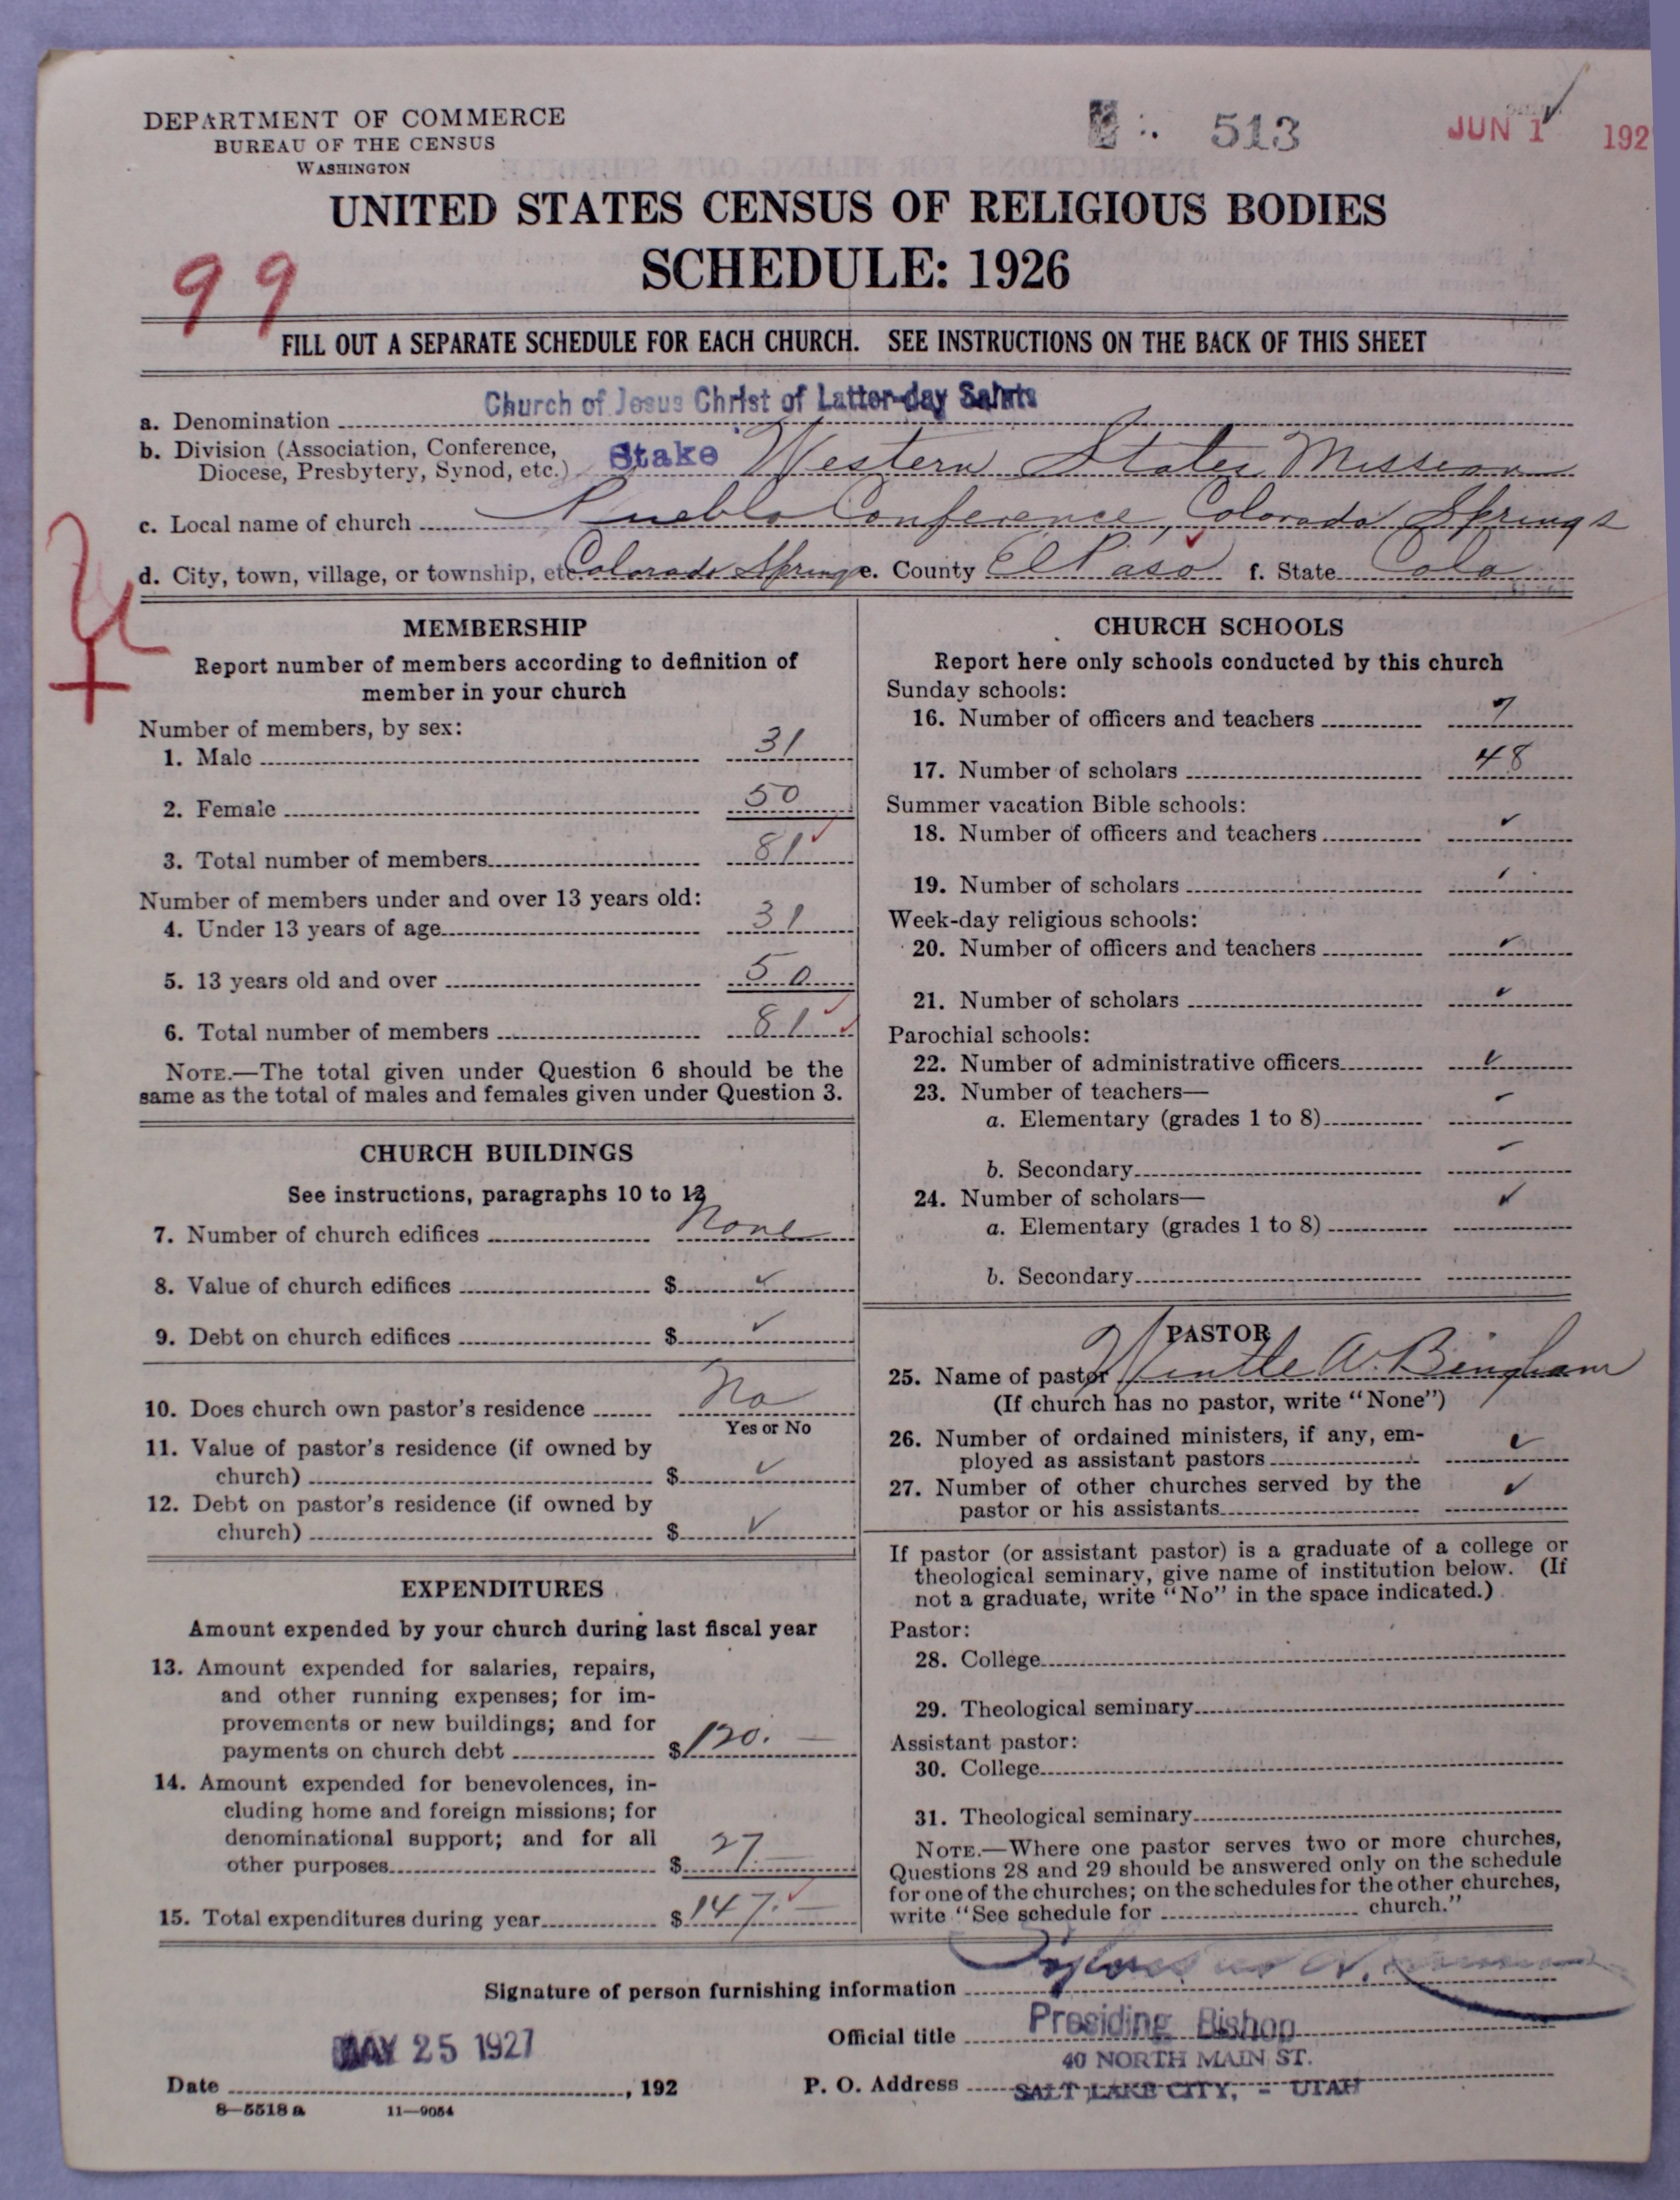 DEPARTMENT OF COMMERCE
BUREAU OF THE CENSUS
WASHINGTON
513
JUN 1 192
UNITED STATES CENSUS OF RELIGIOUS BODIES
SCHEDULE: 1926
99
FILL OUT A SEPARATE SCHEDULE FOR EACH CHURCH. SEE INSTRUCTIONS ON THE BACK OF THIS SHEET
a. Denomination Church of Jesus Christ of Latter-day Saints
b. Division (Association, Conference,
Diocese, Presbytery, Synod, etc.) Stake Western States Mission
c. Local name of church Pueblo Conference, Colorado Springs
d. City, town, village, or township, etc. Colorado Springs e. County El Paso f. State Colo
MEMBERSHIP
Report number of members according to definition of
member in your church
Number of members, by sex:
1. Male 31
2. Female 50
3. Total number of members 81
Number of members under and over 13 years old:
4. Under 13 years of age 31
5. 13 years old and over 50
6. Total number of members 81
NOTE.—The total given under Question 6 should be the
same as the total of males and females given under Question 3.
CHURCH BUILDINGS
See instructions, paragraphs 10 to 12
7. Number of church edifices None
8. Value of church edifices $ ✓
9. Debt on church edifices $ ✓
10. Does church own pastor's residence No
Yes or No
11. Value of pastor's residence (if owned by
church) $ ✓
12. Debt on pastor's residence (if owned by
church) $ ✓
EXPENDITURES
Amount expended by your church during last fiscal year
13. Amount expended for salaries, repairs,
and other running expenses; for im-
provements or new buildings; and for
payments on church debt $120.—
14. Amount expended for benevolences, in-
cluding home and foreign missions; for
denominational support; and for all
other purposes $27.—
15. Total expenditures during year $147.—
CHURCH SCHOOLS
Report here only schools conducted by this church
Sunday schools:
16. Number of officers and teachers 7
17. Number of scholars 48
Summer vacation Bible schools:
18. Number of officers and teachers ✓
19. Number of scholars
Week-day religious schools:
20. Number of officers and teachers ✓
21. Number of scholars ✓
Parochial schools:
22. Number of administrative officers ✓
23. Number of teachers—
a. Elementary (grades 1 to 8)
b. Secondary
24. Number of scholars— ✓
a. Elementary (grades 1 to 8)
b. Secondary
PASTOR
25. Name of pastor W. Bingham
(If church has no pastor, write "None")
26. Number of ordained ministers, if any, em-
ployed as assistant pastors ✓
27. Number of other churches served by the
pastor or his assistants ✓
If pastor (or assistant pastor) is a graduate of a college or
theological seminary, give name of institution below. (If
not a graduate, write "No" in the space indicated.)
Pastor:
28. College
29. Theological seminary
Assistant pastor:
30. College
31. Theological seminary
NOTE.—Where one pastor serves two or more churches,
Questions 28 and 29 should be answered only on the schedule
for one of the churches; on the schedules for the other churches,
write "See schedule for church."
Signature of person furnishing information
Official title Presiding Bishop
40 NORTH MAIN ST.
P. O. Address SALT LAKE CITY, - UTAH
MAY 25 1927
Date , 192
8—5518 a 11—9054